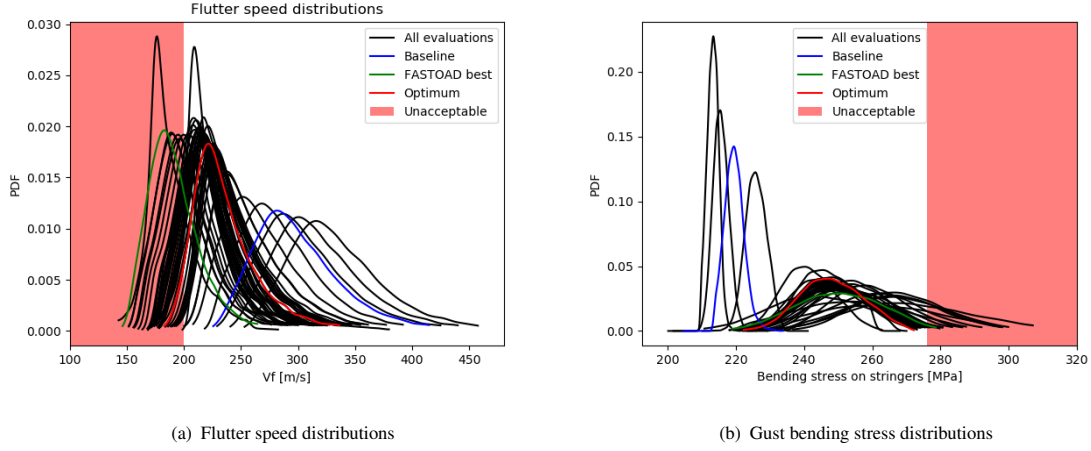 Flutter speed distributions
0.030
0.025
0.020
0.015
0.010
0.005
0.000
PDF
All evaluations
Baseline
FASTOAD best
Optimum
Unacceptable
100 150 200 250 300 350 400 450
Vf [m/s]
(a) Flutter speed distributions
0.20
0.15
0.10
0.05
0.00
PDF
All evaluations
Baseline
FASTOAD best
Optimum
Unacceptable
200 220 240 260 280 300 320
Bending stress on stringers [MPa]
(b) Gust bending stress distributions